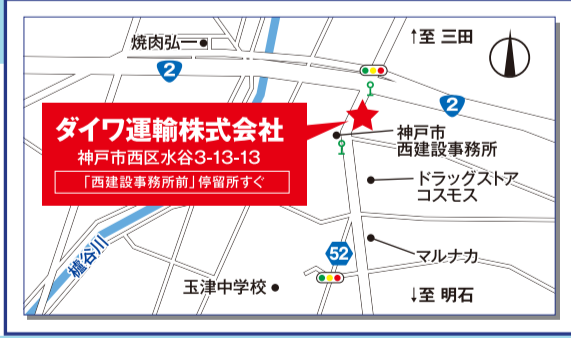 焼肉弘一
↑至 三田
2
2
ダイワ運輸株式会社
神戸市西区水谷3-13-13
「西建設事務所前」停留所すぐ
神戸市
西建設事務所
ドラッグストア
コスモス
櫨谷川
52
マルナカ
玉津中学校
↓至 明石